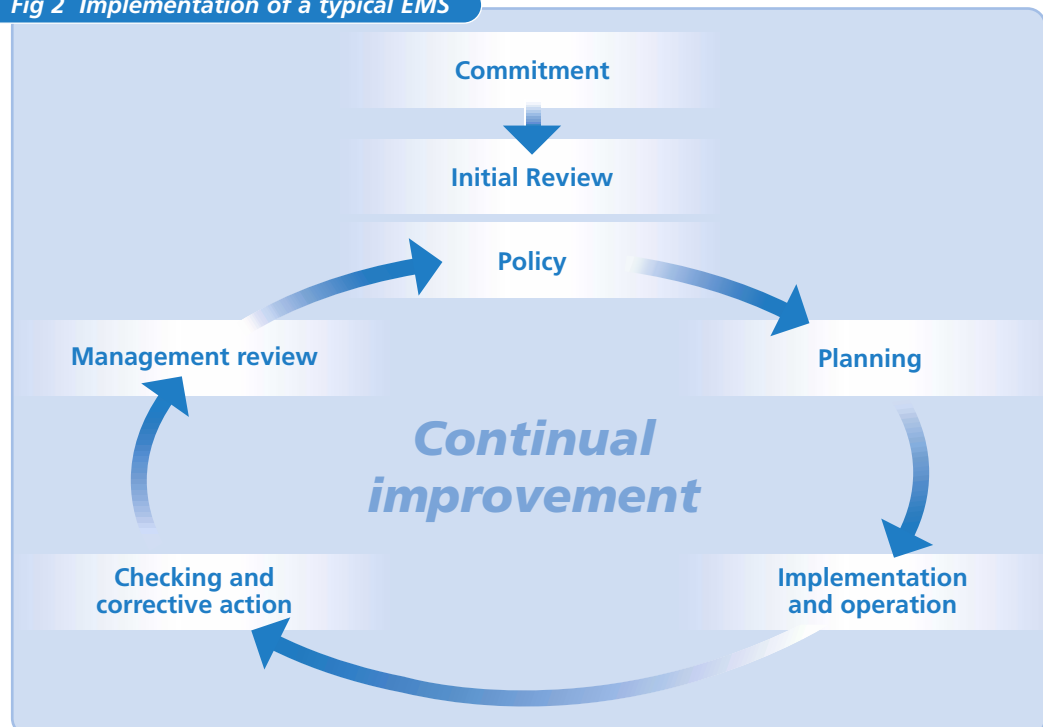 Fig 2 Implementation of a typical EMS
Commitment
Initial Review
Policy
Management review
Planning
Continual
improvement
Checking and
corrective action
Implementation
and operation